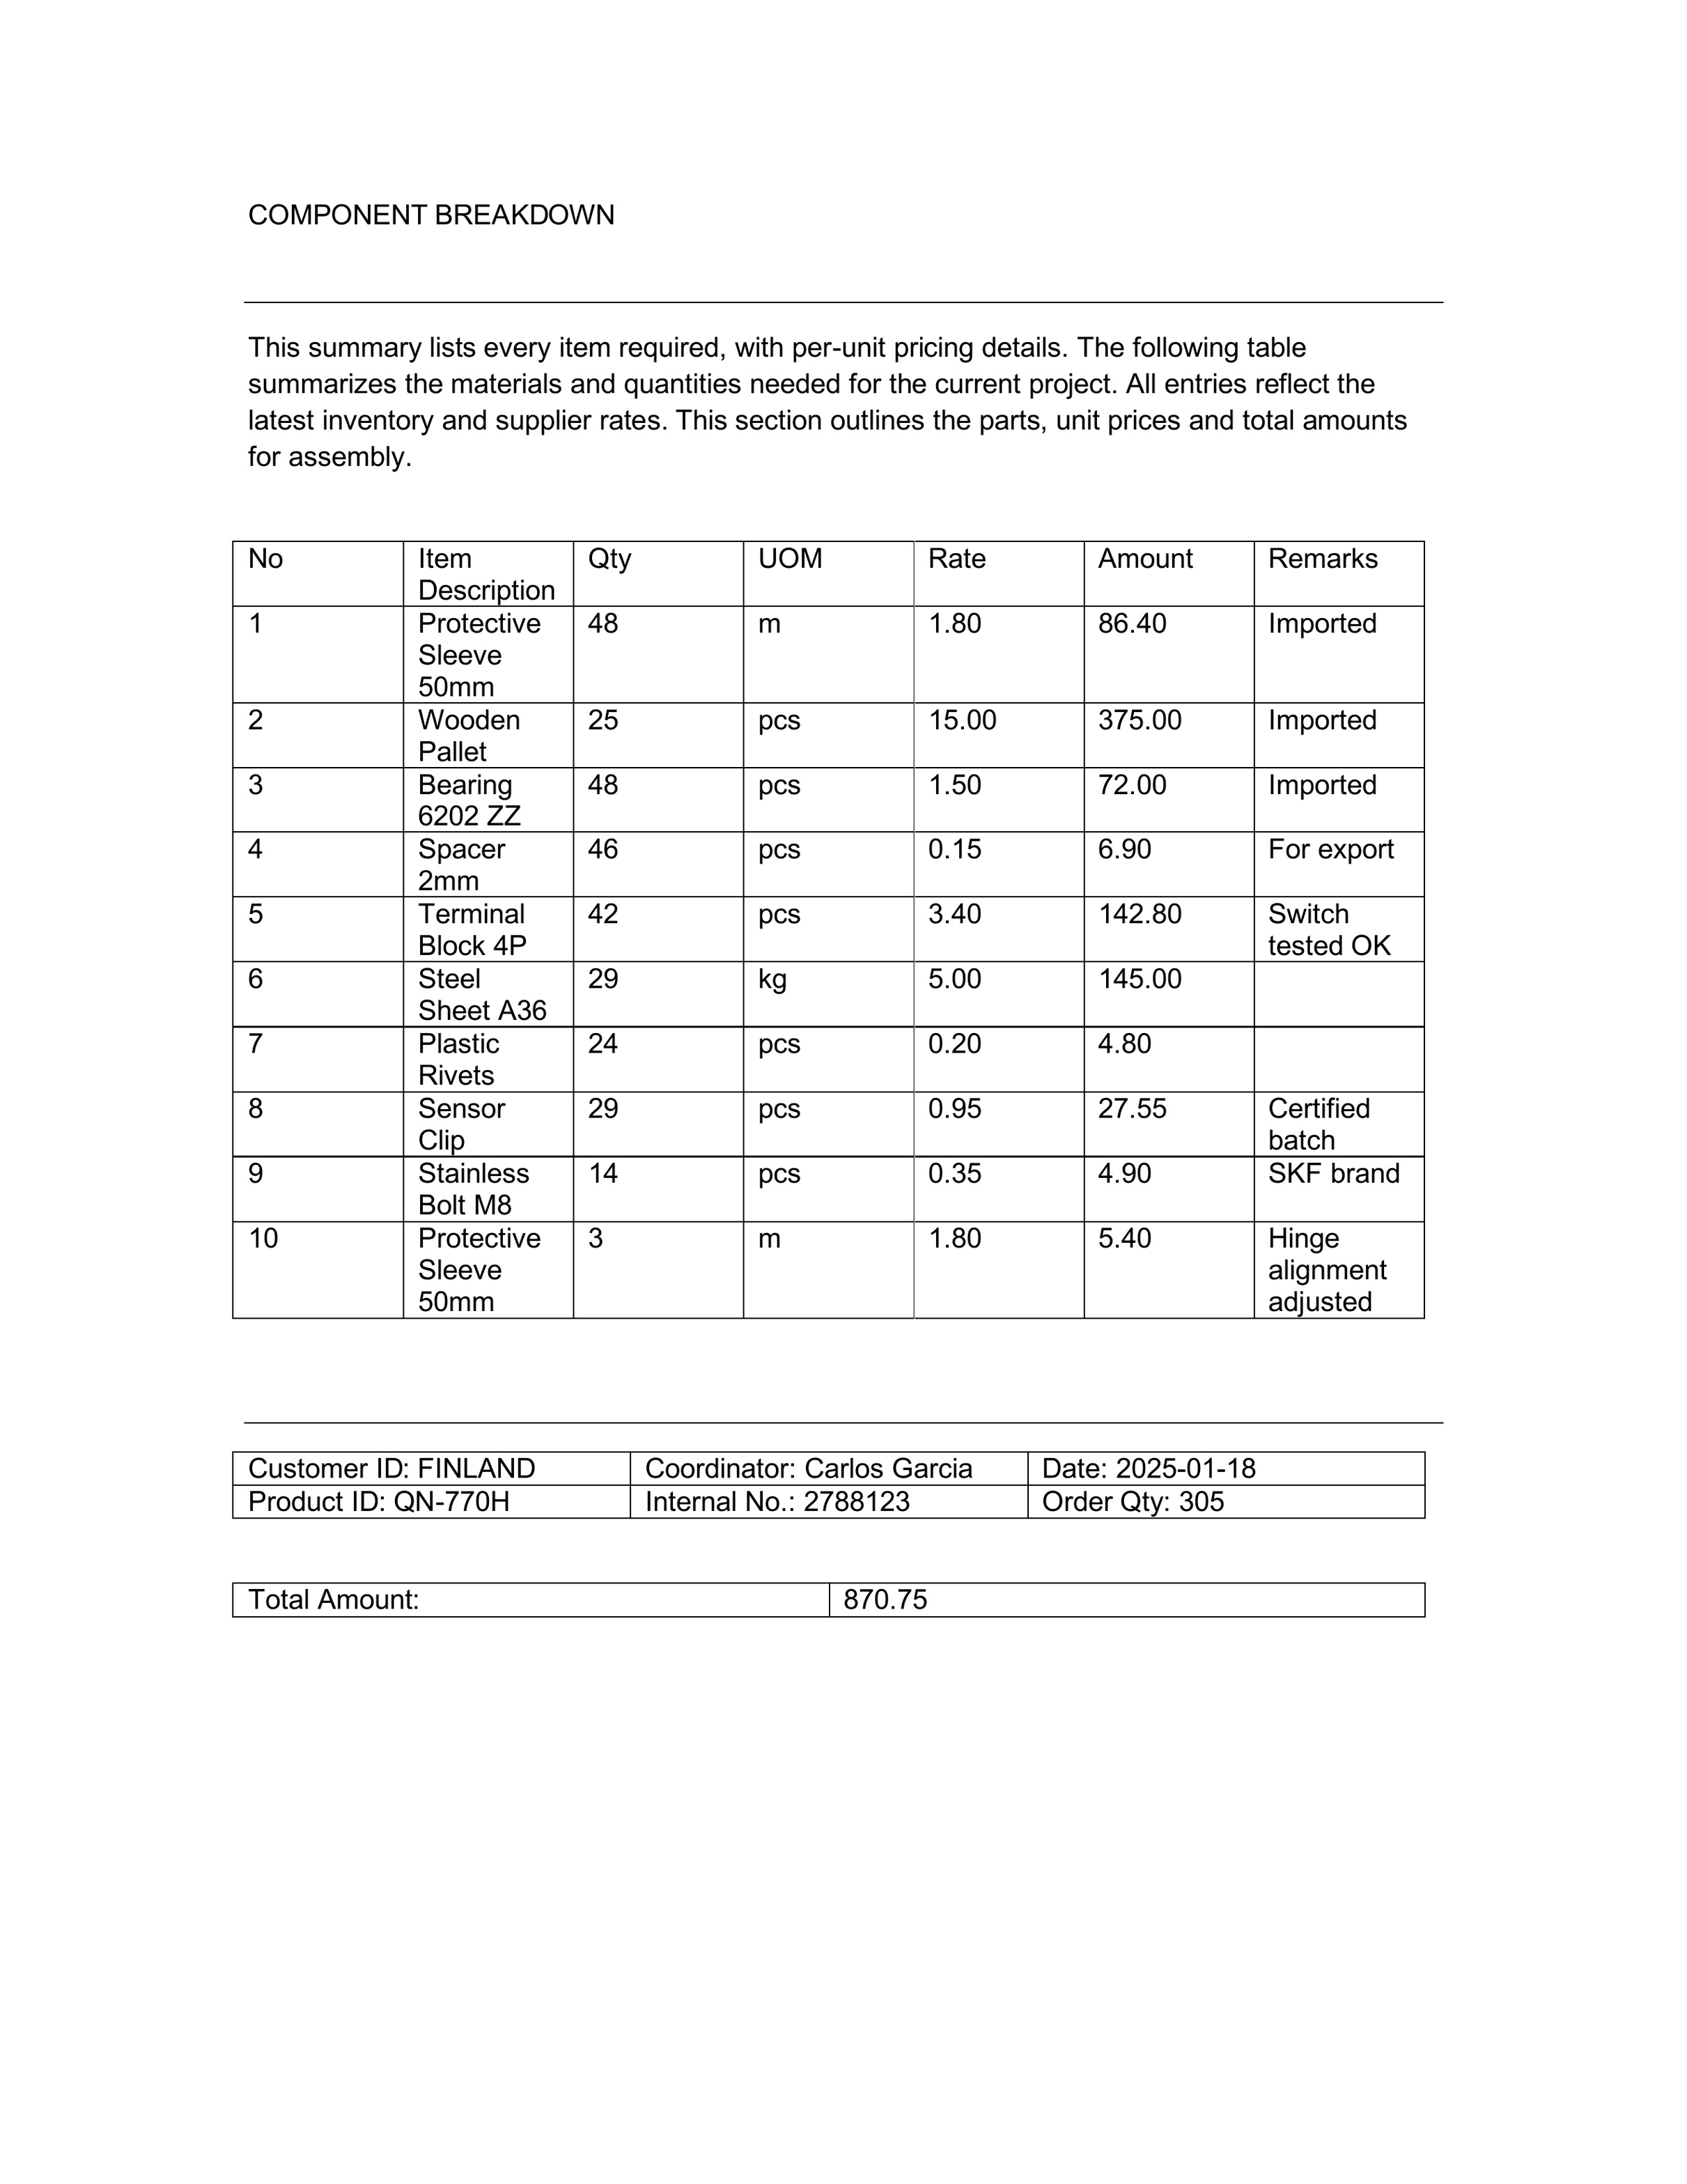 COMPONENT BREAKDOWN
This summary lists every item required, with per-unit pricing details. The following table
summarizes the materials and quantities needed for the current project. All entries reflect the
latest inventory and supplier rates. This section outlines the parts, unit prices and total amounts
for assembly.
No Item Description Qty UOM Rate Amount Remarks
1 Protective Sleeve 50mm 48 m 1.80 86.40 Imported
2 Wooden Pallet 25 pcs 15.00 375.00 Imported
3 Bearing 6202 ZZ 48 pcs 1.50 72.00 Imported
4 Spacer 2mm 46 pcs 0.15 6.90 For export
5 Terminal Block 4P 42 pcs 3.40 142.80 Switch tested OK
6 Steel Sheet A36 29 kg 5.00 145.00
7 Plastic Rivets 24 pcs 0.20 4.80
8 Sensor Clip 29 pcs 0.95 27.55 Certified batch
9 Stainless Bolt M8 14 pcs 0.35 4.90 SKF brand
10 Protective Sleeve 50mm 3 m 1.80 5.40 Hinge alignment adjusted
Customer ID: FINLAND Coordinator: Carlos Garcia Date: 2025-01-18
Product ID: QN-770H Internal No.: 2788123 Order Qty: 305
Total Amount: 870.75